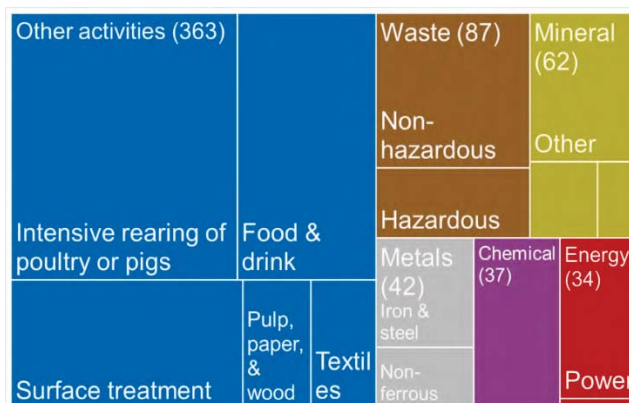 Other activities (363)
Intensive rearing of
poultry or pigs
Food &
drink
Surface treatment
Pulp,
paper,
&
wood
Textil
es
Waste (87)
Non-
hazardous
Hazardous
Mineral
(62)
Other
Metals
(42)
Iron &
steel
Non-
ferrous
Chemical
(37)
Energy
(34)
Power